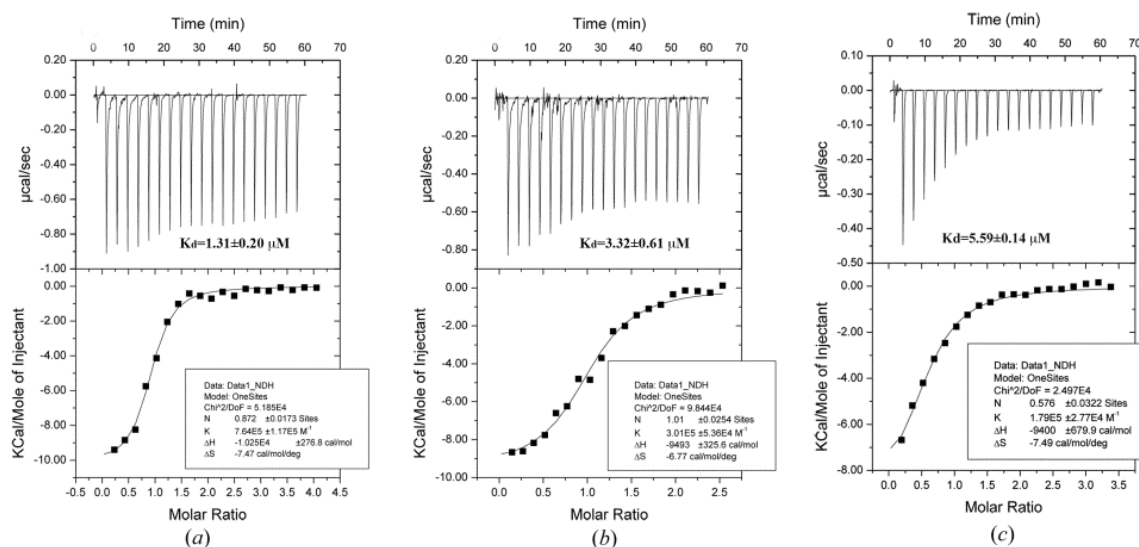 Time (min)
0 10 20 30 40 50 60 70
0.20
0.00
-0.20
-0.40
-0.60
-0.80
-1.00
µcal/sec
Kd=1.31±0.20 µM
0.00
-2.00
-4.00
-6.00
-8.00
-10.00
KCal/Mole of Injectant
Data: Data1_NDH
Model: OneSites
Chi^2/DoF = 5.185E4
N 0.872 ±0.0173 Sites
K 7.64E5 ±1.17E5 M⁻¹
ΔH -1.025E4 ±276.8 cal/mol
ΔS -7.47 cal/mol/deg
-0.5 0.0 0.5 1.0 1.5 2.0 2.5 3.0 3.5 4.0 4.5
Molar Ratio
(a)
Time (min)
0 10 20 30 40 50 60 70
0.20
0.00
-0.20
-0.40
-0.60
-0.80
µcal/sec
Kd=3.32±0.61 µM
0.00
-2.00
-4.00
-6.00
-8.00
-10.00
KCal/Mole of Injectant
Data: Data1_NDH
Model: OneSites
Chi^2/DoF = 9.844E4
N 1.01 ±0.0254 Sites
K 3.01E5 ±5.36E4 M⁻¹
ΔH -9493 ±325.6 cal/mol
ΔS -6.77 cal/mol/deg
0.0 0.5 1.0 1.5 2.0 2.5
Molar Ratio
(b)
Time (min)
0 10 20 30 40 50 60 70
0.10
0.00
-0.10
-0.20
-0.30
-0.40
-0.50
µcal/sec
Kd=5.59±0.14 µM
0.00
-2.00
-4.00
-6.00
-8.00
KCal/Mole of Injectant
Data: Data1_NDH
Model: OneSites
Chi^2/DoF = 2.497E4
N 0.576 ±0.0322 Sites
K 1.79E5 ±2.77E4 M⁻¹
ΔH -9400 ±679.9 cal/mol
ΔS -7.49 cal/mol/deg
0.0 0.5 1.0 1.5 2.0 2.5 3.0 3.5
Molar Ratio
(c)